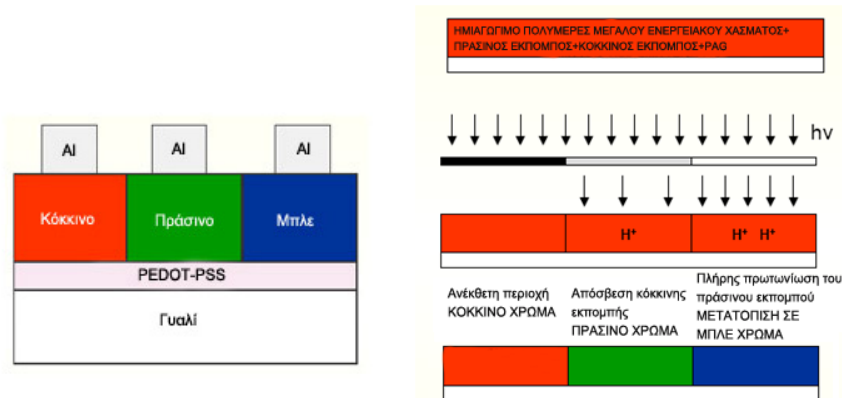 Al
Al
Al
Κόκκινο
Πράσινο
Μπλε
PEDOT-PSS
Γυαλί
ΗΜΙΑΓΩΓΙΜΟ ΠΟΛΥΜΕΡΕΣ ΜΕΓΑΛΟΥ ΕΝΕΡΓΕΙΑΚΟΥ ΧΑΣΜΑΤΟΣ+
ΠΡΑΣΙΝΟΣ ΕΚΠΟΜΠΟΣ+ΚΟΚΚΙΝΟΣ ΕΚΠΟΜΠΟΣ+PAG
hν
H⁺
H⁺ H⁺
Ανέκθετη περιοχή
ΚΟΚΚΙΝΟ ΧΡΩΜΑ
Απόσβεση κόκκινης
εκπομπής
ΠΡΑΣΙΝΟ ΧΡΩΜΑ
Πλήρης πρωτωνίωση του
πράσινου εκπομπού
ΜΕΤΑΤΟΠΙΣΗ ΣΕ
ΜΠΛΕ ΧΡΩΜΑ